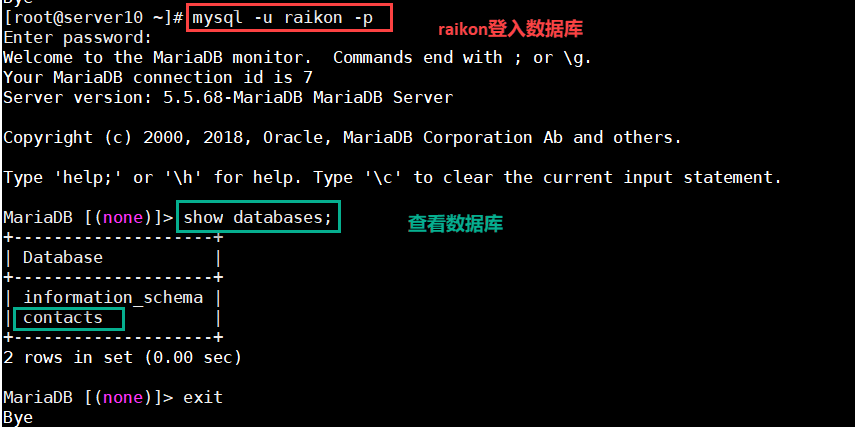 Bye
[root@server10 ~]# mysql -u raikon -p
raikon登入数据库
Enter password:
Welcome to the MariaDB monitor.  Commands end with ; or \g.
Your MariaDB connection id is 7
Server version: 5.5.68-MariaDB MariaDB Server
Copyright (c) 2000, 2018, Oracle, MariaDB Corporation Ab and others.
Type 'help;' or '\h' for help. Type '\c' to clear the current input statement.
MariaDB [(none)]> show databases;
查看数据库
+--------------------+
| Database           |
+--------------------+
| information_schema |
| contacts           |
+--------------------+
2 rows in set (0.00 sec)
MariaDB [(none)]> exit
Bye